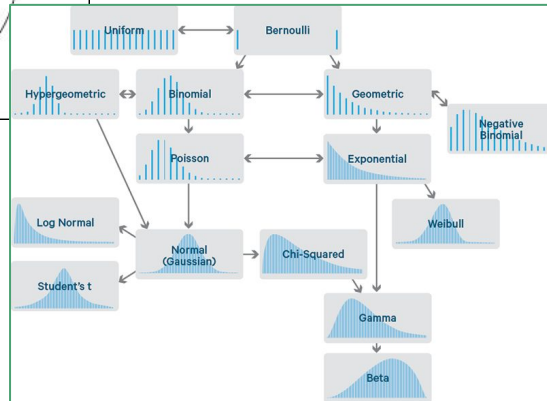 Uniform
Bernoulli
Hypergeometric
Binomial
Geometric
Negative
Binomial
Poisson
Exponential
Log Normal
Normal
(Gaussian)
Chi-Squared
Weibull
Student's t
Gamma
Beta